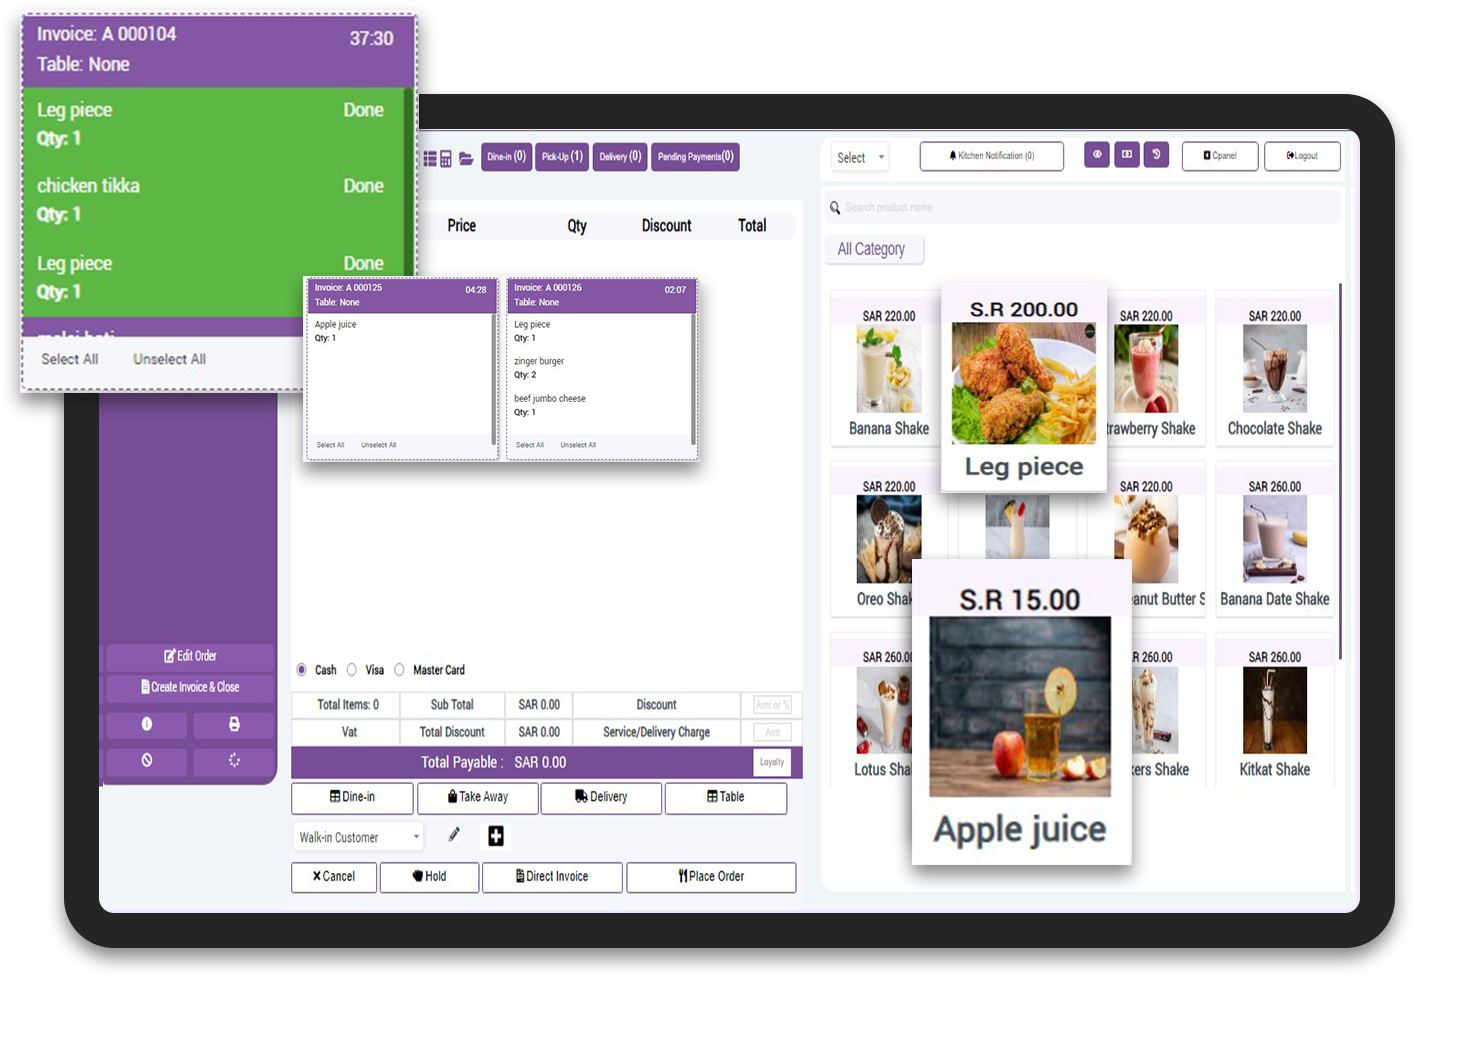 Invoice: A 000104
37:30
Table: None
Leg piece
Done
Qty: 1
chicken tikka
Done
Qty: 1
Leg piece
Done
Qty: 1
Select All
Unselect All
Dine-in (0)
Pick-Up (1)
Delivery (0)
Pending Payments(0)
Select
Kitchen Notification (0)
Cpanel
Logout
Search product name
Price
Qty
Discount
Total
All Category
Invoice: A 000125
04:28
Table: None
Apple juice
Qty: 1
Select All
Unselect All
Invoice: A 000126
02:07
Table: None
Leg piece
Qty: 1
zinger burger
Qty: 2
beef jumbo cheese
Qty: 1
Select All
Unselect All
SAR 220.00
Banana Shake
S.R 200.00
Leg piece
SAR 220.00
trawberry Shake
SAR 220.00
Chocolate Shake
SAR 220.00
Oreo Shak
SAR 220.00
eanut Butter S
SAR 260.00
Banana Date Shake
S.R 15.00
Apple juice
SAR 260.0
Lotus Sha
R 260.00
kers Shake
SAR 260.00
Kitkat Shake
Edit Order
Create Invoice & Close
Cash
Visa
Master Card
Total Items: 0
Sub Total
SAR 0.00
Discount
Amt or %
Vat
Total Discount
SAR 0.00
Service/Delivery Charge
Amt
Total Payable : SAR 0.00
Loyalty
Dine-in
Take Away
Delivery
Table
Walk-in Customer
Cancel
Hold
Direct Invoice
Place Order